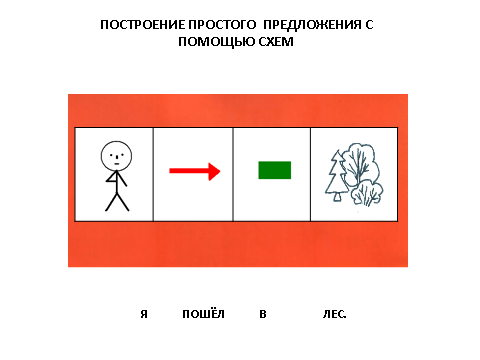 ПОСТРОЕНИЕ ПРОСТОГО ПРЕДЛОЖЕНИЯ С
ПОМОЩЬЮ СХЕМ
Я ПОШЁЛ В ЛЕС.